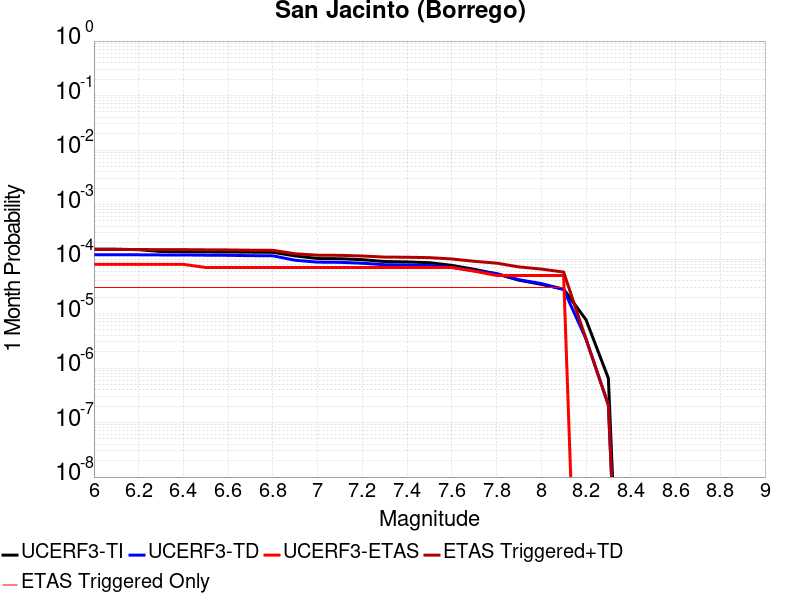 San Jacinto (Borrego)
1 Month Probability
10^0
10^-1
10^-2
10^-3
10^-4
10^-5
10^-6
10^-7
10^-8
6 6.2 6.4 6.6 6.8 7 7.2 7.4 7.6 7.8 8 8.2 8.4 8.6 8.8 9
Magnitude
UCERF3-TI UCERF3-TD UCERF3-ETAS ETAS Triggered+TD
ETAS Triggered Only